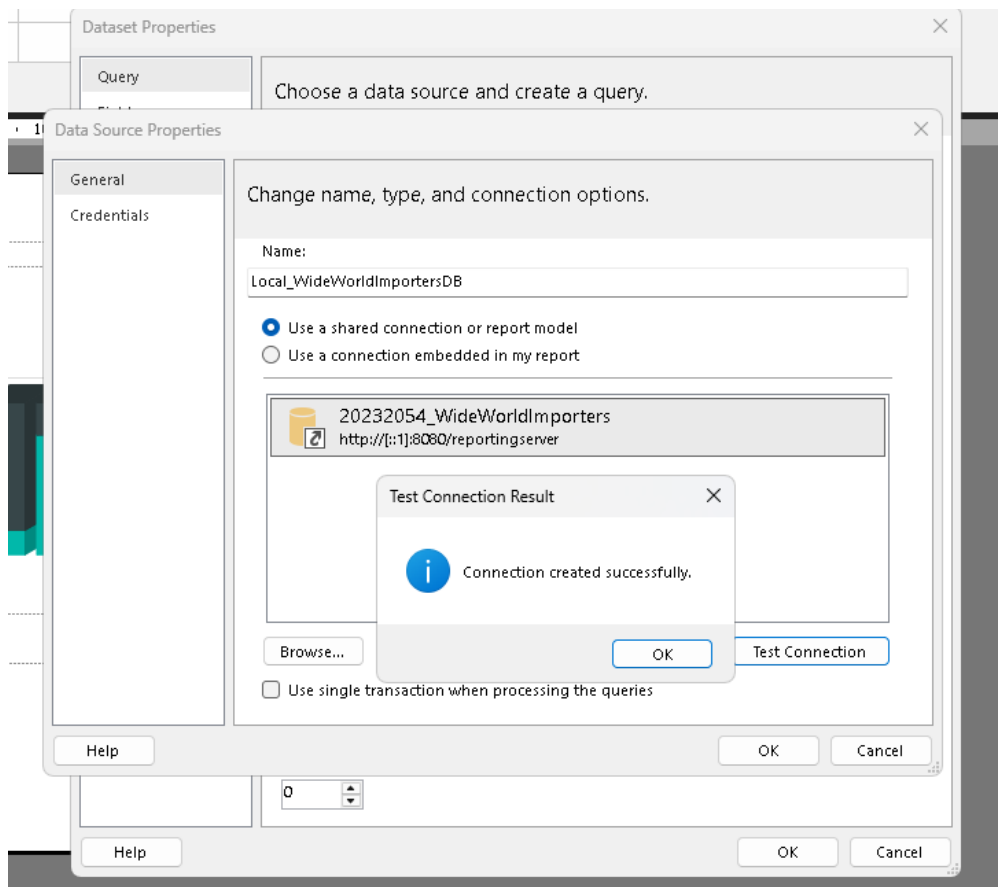 Dataset Properties
Query
Choose a data source and create a query.
Data Source Properties
General
Credentials
Change name, type, and connection options.
Name:
Local_WideWorldImportersDB
Use a shared connection or report model
Use a connection embedded in my report
20232054_WideWorldImporters
http://[::1]:8080/reportingserver
Test Connection Result
Connection created successfully.
OK
Browse...
Test Connection
Use single transaction when processing the queries
Help
OK
Cancel
0
Help
OK
Cancel